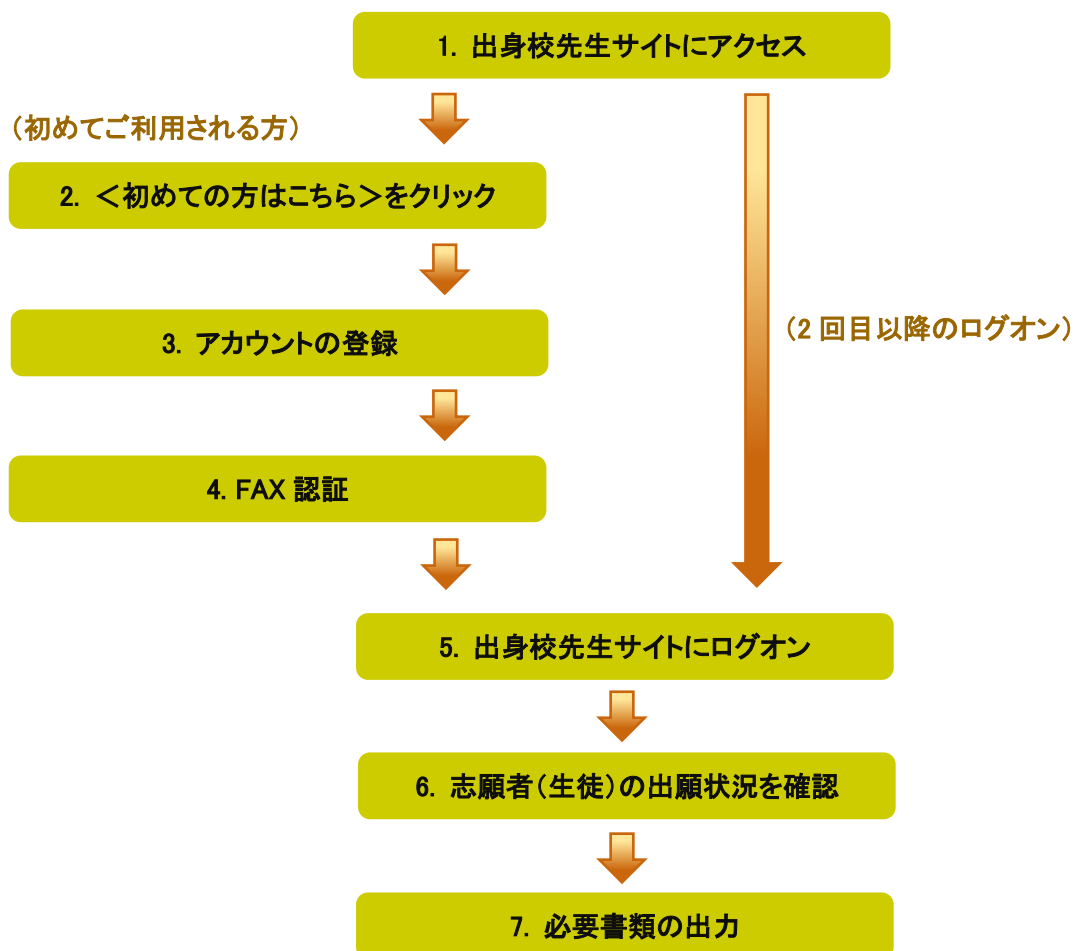 1. 出身校先生サイトにアクセス
(初めてご利用される方)
2. <初めての方はこちら>をクリック
3. アカウントの登録
(2 回目以降のログオン)
4. FAX 認証
5. 出身校先生サイトにログオン
6. 志願者(生徒)の出願状況を確認
7. 必要書類の出力